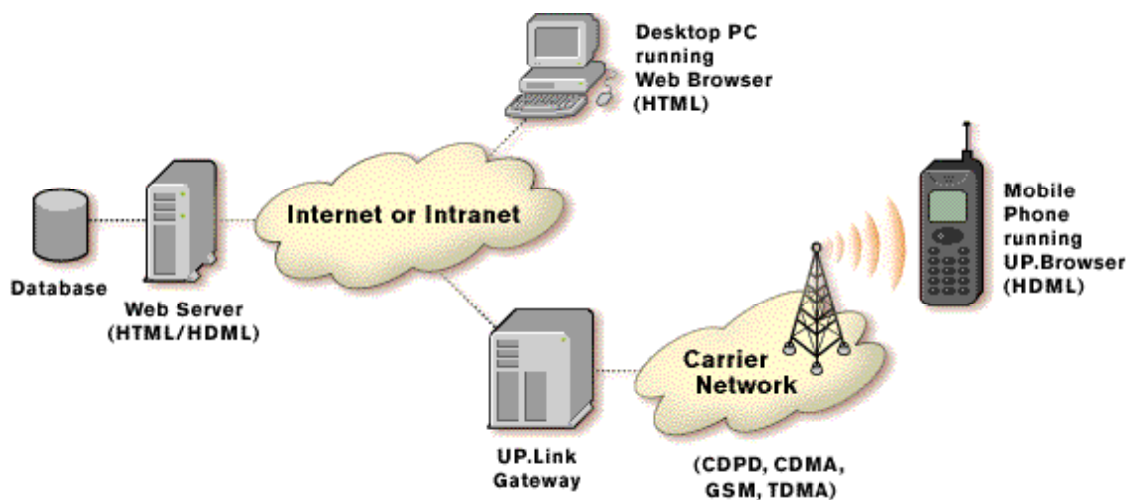 Desktop PC
running
Web Browser
(HTML)
Internet or Intranet
Mobile
Phone
running
UP.Browser
(HDML)
Database
Web Server
(HTML/HDML)
Carrier
Network
UP.Link
Gateway
(CDPD, CDMA,
GSM, TDMA)